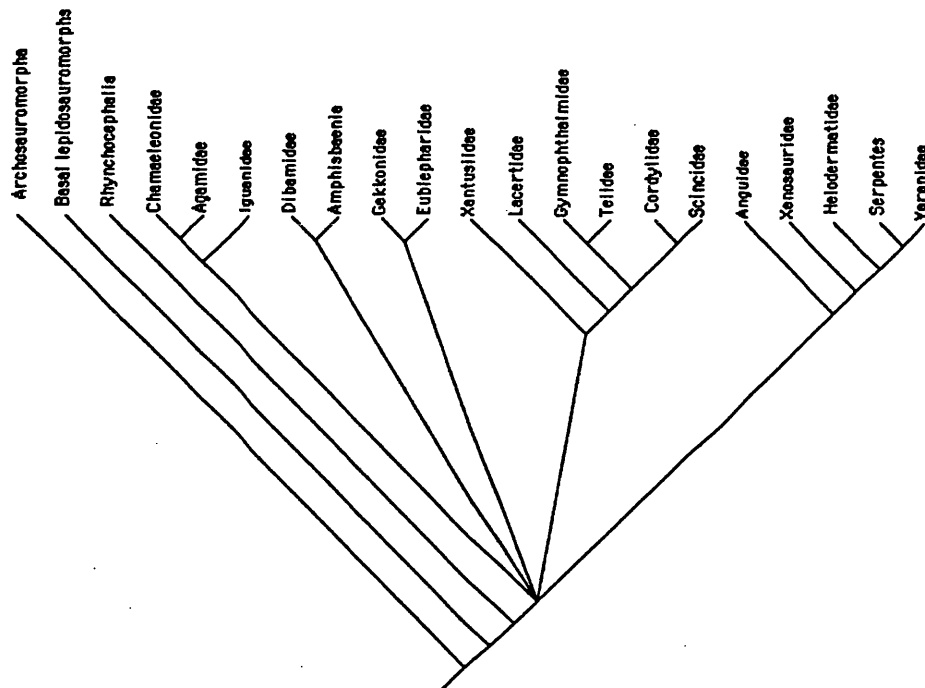 Archosauromorpha
Basal lepidosauromorphs
Rhynchocephalia
Chamaeleonidae
Agamidae
Iguanidae
Dibamidae
Amphisbaenia
Gekkonidae
Eublepharidae
Xantusiidae
Lacertidae
Gymnophthalmidae
Teiidae
Cordylidae
Scincidae
Anguidae
Xenosauridae
Helodermatidae
Serpentes
Varanidae